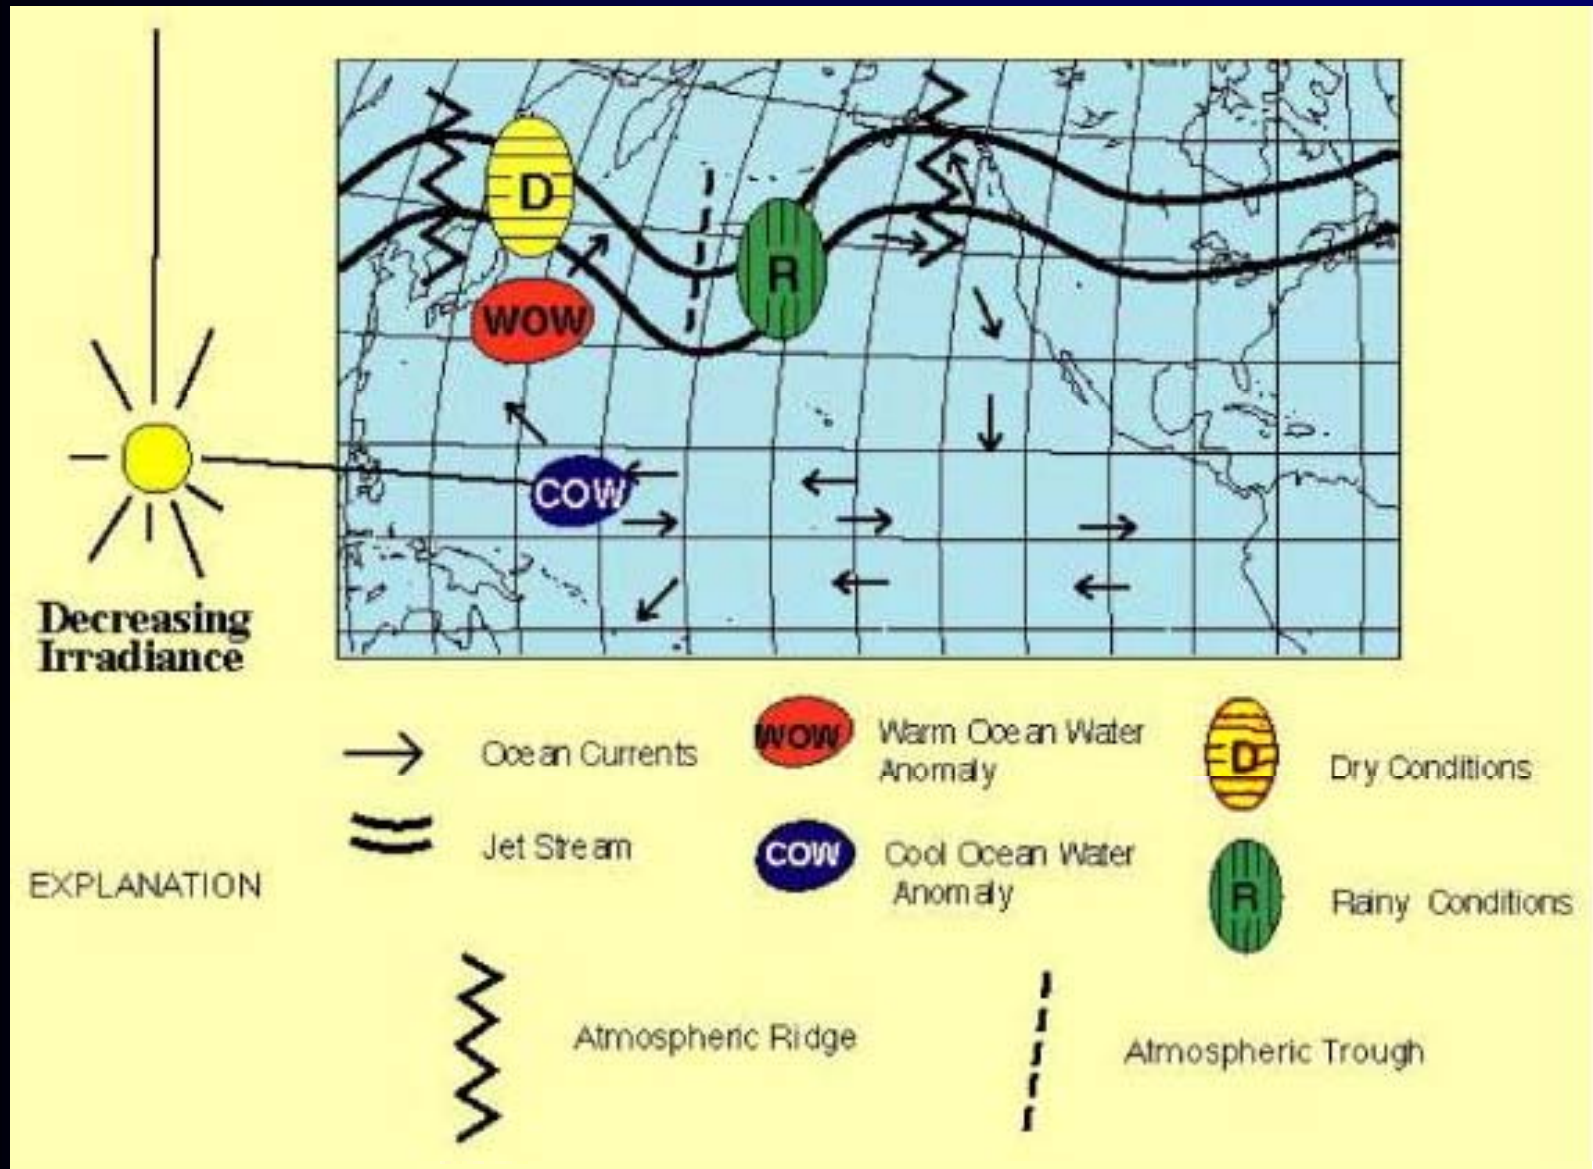 D
WOW
R
COW
Decreasing
Irradiance
Ocean Currents
WOW
Warm Ocean Water
Anomaly
D
Dry Conditions
Jet Stream
COW
Cool Ocean Water
Anomaly
EXPLANATION
R
Rainy Conditions
Atmospheric Ridge
Atmospheric Trough